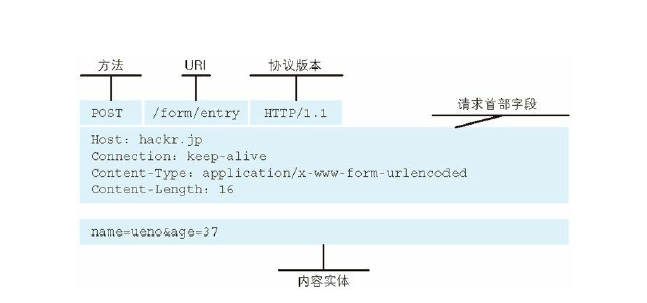 方法 URI 协议版本
请求首部字段
POST /form/entry HTTP/1.1
Host: hackr.jp
Connection: keep-alive
Content-Type: application/x-www-form-urlencoded
Content-Length: 16
name=ueno&age=37
内容实体